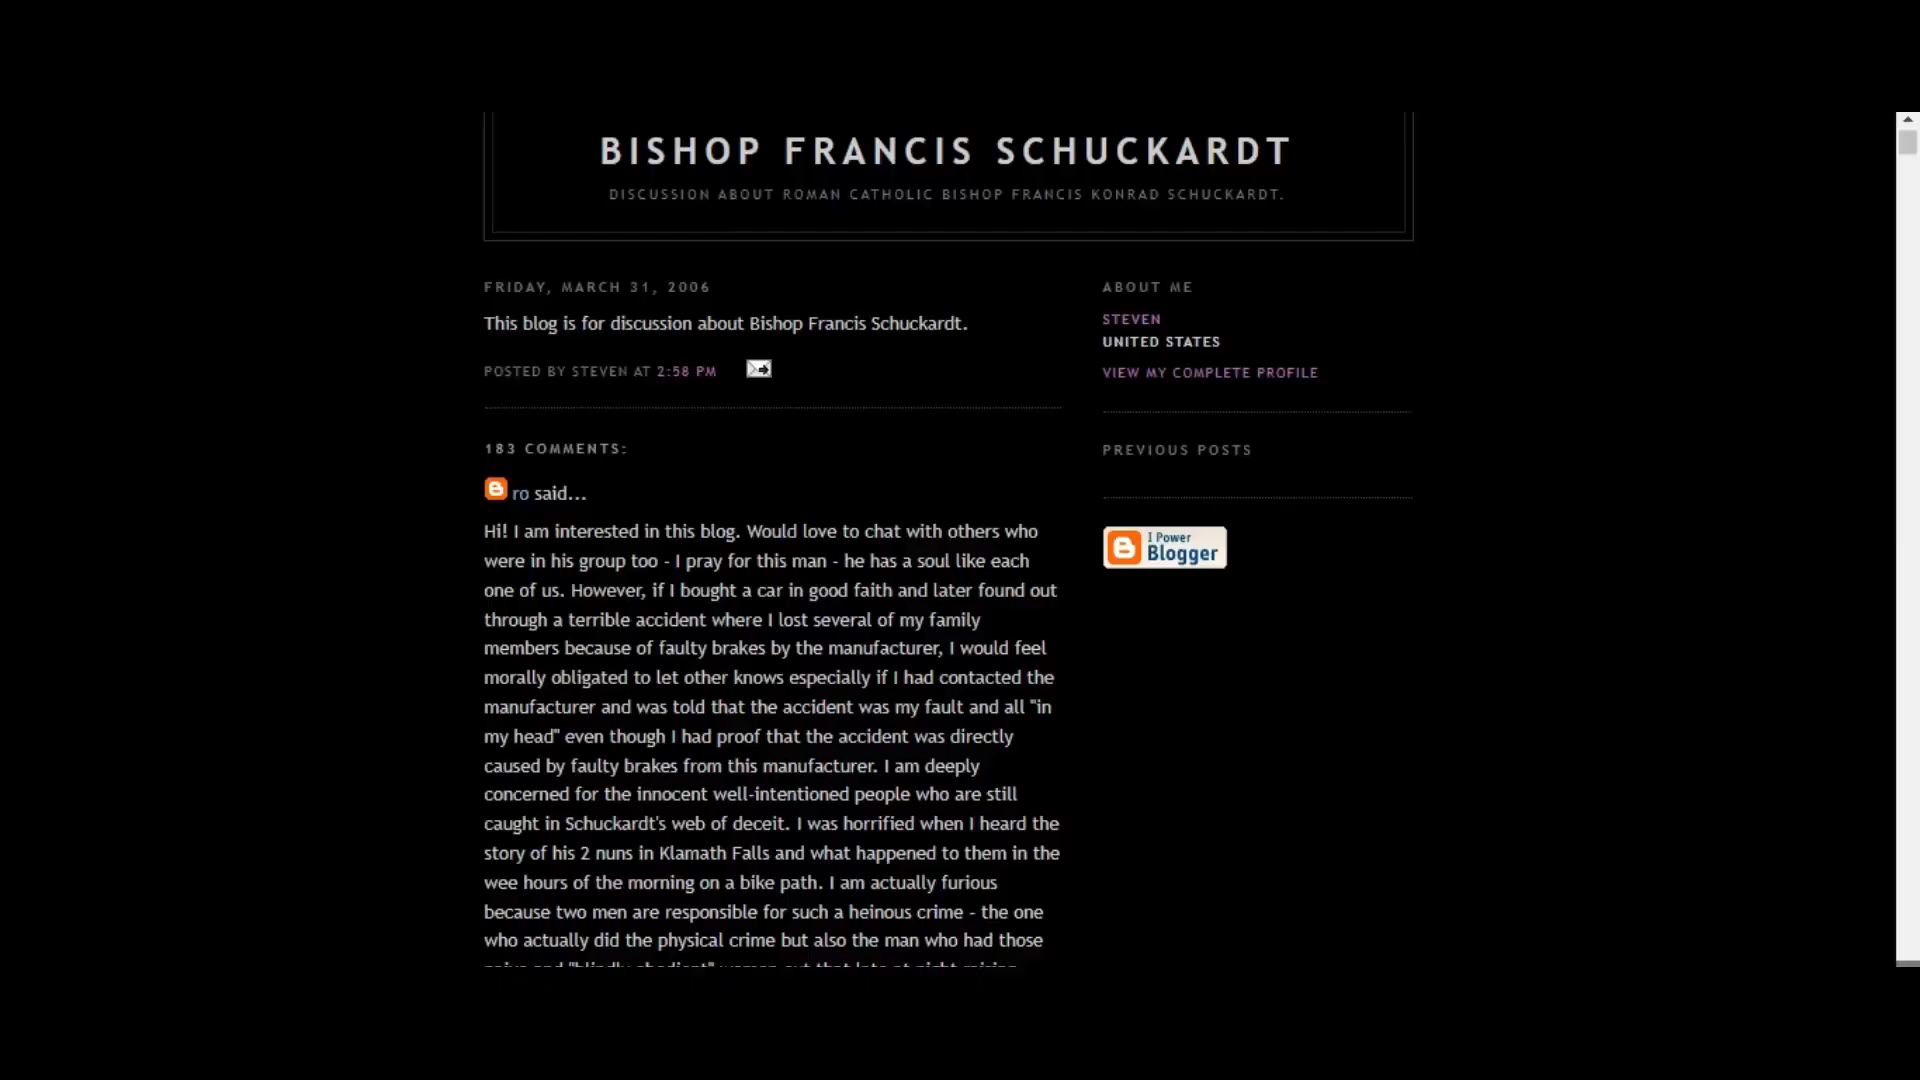 BISHOP FRANCIS SCHUCKARDT
DISCUSSION ABOUT ROMAN CATHOLIC BISHOP FRANCIS KONRAD SCHUCKARDT.
FRIDAY, MARCH 31, 2006
This blog is for discussion about Bishop Francis Schuckardt.
POSTED BY STEVEN AT 2:58 PM
183 COMMENTS:
ro said...
Hi! I am interested in this blog. Would love to chat with others who
were in his group too - I pray for this man - he has a soul like each
one of us. However, if I bought a car in good faith and later found out
through a terrible accident where I lost several of my family
members because of faulty brakes by the manufacturer, I would feel
morally obligated to let other knows especially if I had contacted the
manufacturer and was told that the accident was my fault and all "in
my head" even though I had proof that the accident was directly
caused by faulty brakes from this manufacturer. I am deeply
concerned for the innocent well-intentioned people who are still
caught in Schuckardt's web of deceit. I was horrified when I heard the
story of his 2 nuns in Klamath Falls and what happened to them in the
wee hours of the morning on a bike path. I am actually furious
because two men are responsible for such a heinous crime - the one
who actually did the physical crime but also the man who had those
ABOUT ME
STEVEN
UNITED STATES
VIEW MY COMPLETE PROFILE
PREVIOUS POSTS
I Power
Blogger